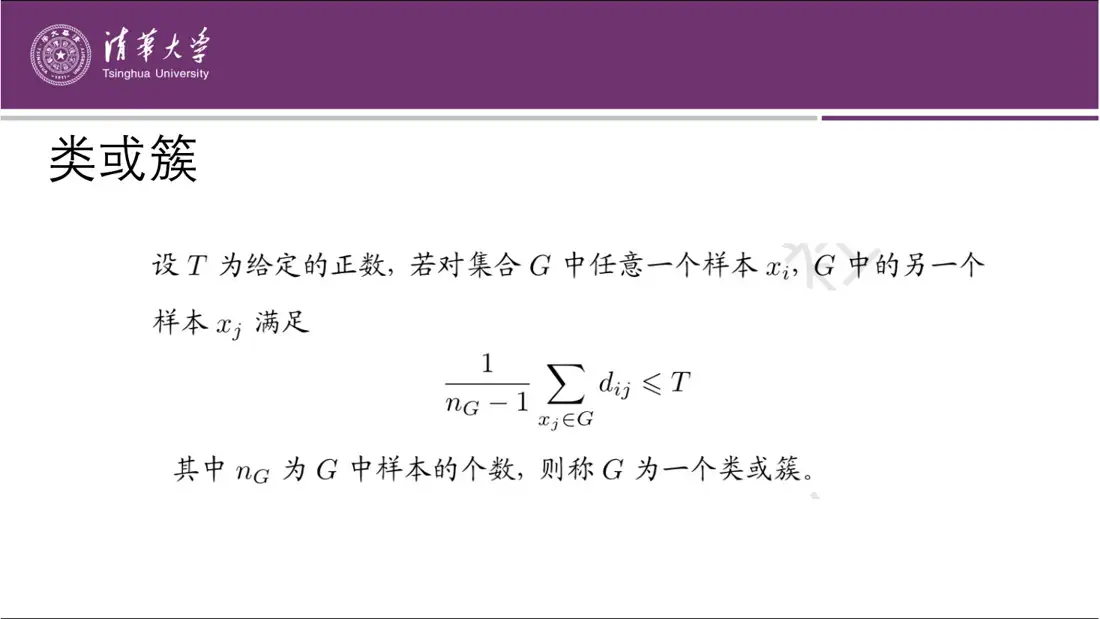 清华大学
Tsinghua University
类或簇
设 T 为给定的正数, 若对集合 G 中任意一个样本 x_i, G 中的另一个
样本 x_j 满足
\frac{1}{n_G - 1} \sum_{x_j \in G} d_{ij} \leqslant T
其中 n_G 为 G 中样本的个数, 则称 G 为一个类或簇。